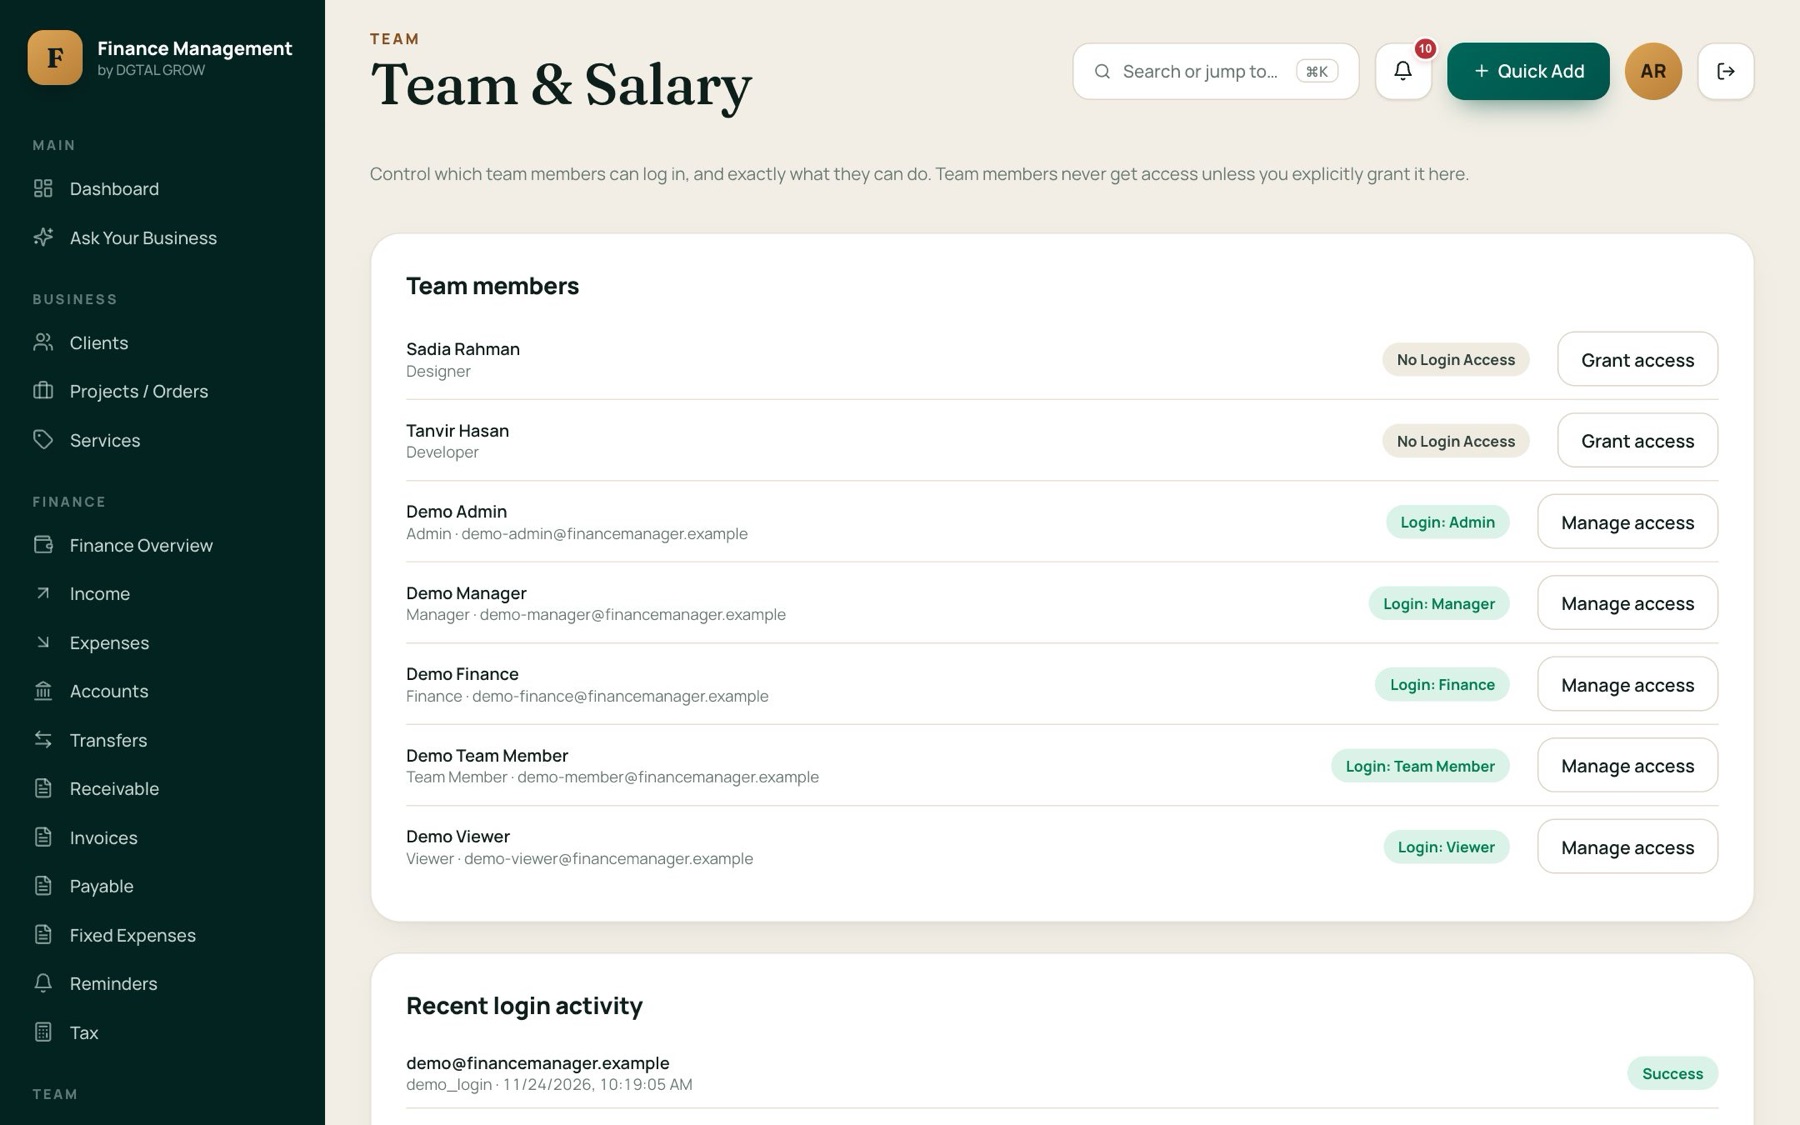 F
Finance Management
by DGTAL GROW
MAIN
Dashboard
Ask Your Business
BUSINESS
Clients
Projects / Orders
Services
FINANCE
Finance Overview
Income
Expenses
Accounts
Transfers
Receivable
Invoices
Payable
Fixed Expenses
Reminders
Tax
TEAM
TEAM
Team & Salary
Search or jump to...
⌘K
10
+ Quick Add
AR
Control which team members can log in, and exactly what they can do. Team members never get access unless you explicitly grant it here.
Team members
Sadia Rahman
Designer
No Login Access
Grant access
Tanvir Hasan
Developer
No Login Access
Grant access
Demo Admin
Admin · demo-admin@financemanager.example
Login: Admin
Manage access
Demo Manager
Manager · demo-manager@financemanager.example
Login: Manager
Manage access
Demo Finance
Finance · demo-finance@financemanager.example
Login: Finance
Manage access
Demo Team Member
Team Member · demo-member@financemanager.example
Login: Team Member
Manage access
Demo Viewer
Viewer · demo-viewer@financemanager.example
Login: Viewer
Manage access
Recent login activity
demo@financemanager.example
demo_login · 11/24/2026, 10:19:05 AM
Success